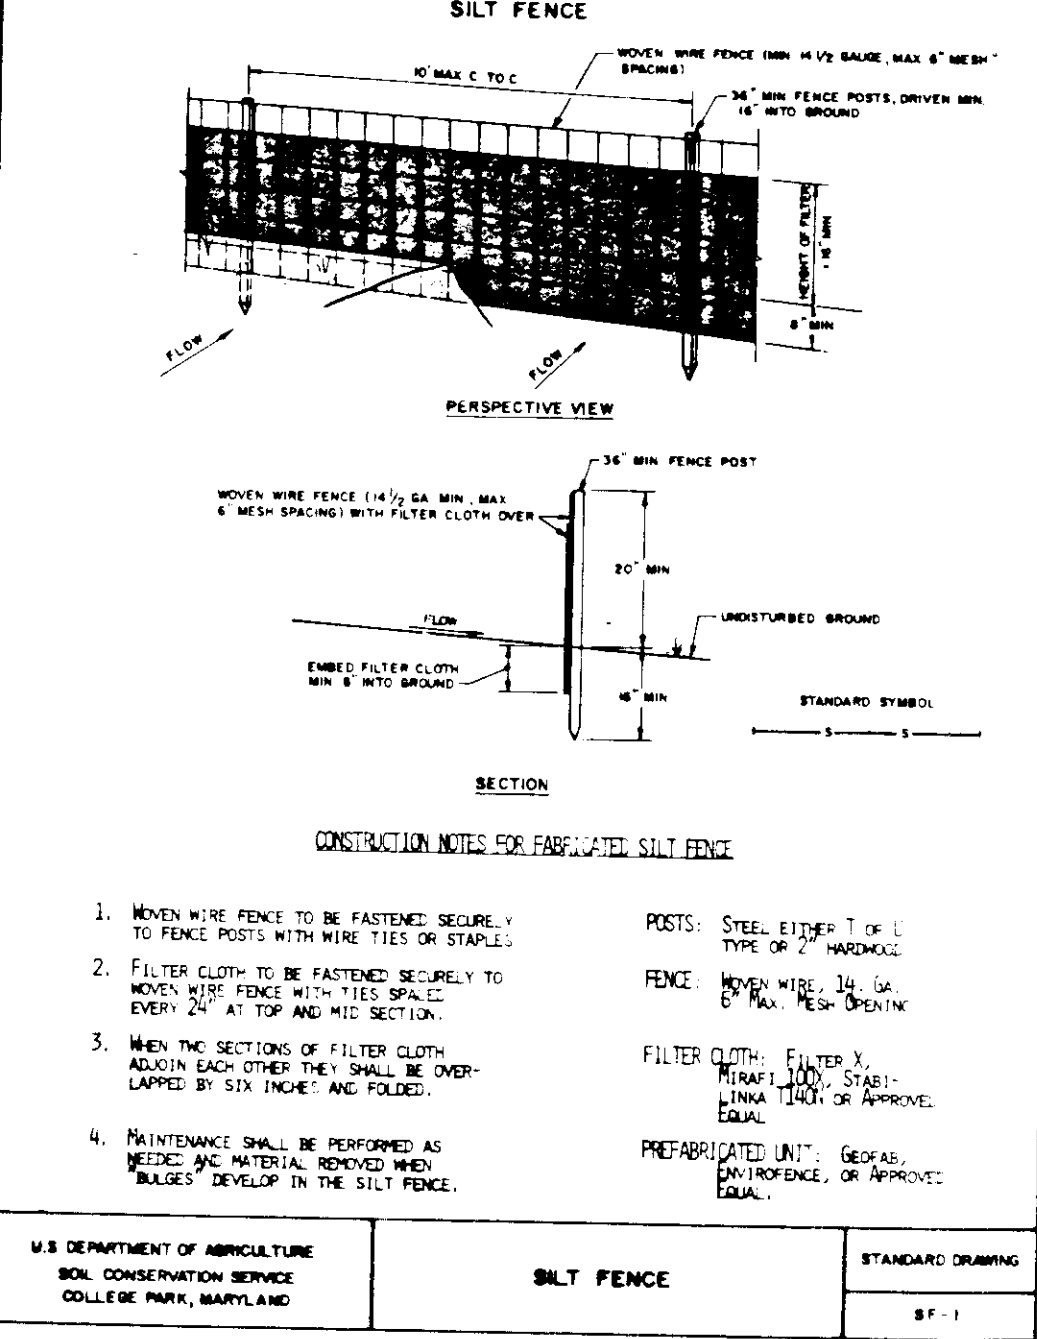 SILT FENCE
WOVEN WIRE FENCE (MIN 14 1/2 GAUGE, MAX 6" MESH
SPACING)
10' MAX C TO C
36" MIN FENCE POSTS, DRIVEN MIN
16" INTO GROUND
HEIGHT OF FILTER
16" MIN
8" MIN
FLOW
FLOW
PERSPECTIVE VIEW
36" MIN FENCE POST
WOVEN WIRE FENCE (14 1/2 GA MIN, MAX
6" MESH SPACING) WITH FILTER CLOTH OVER
20" MIN
FLOW
UNDISTURBED GROUND
EMBED FILTER CLOTH
MIN 8" INTO GROUND
16" MIN
STANDARD SYMBOL
S S
SECTION
CONSTRUCTION NOTES FOR FABRICATED SILT FENCE
1. WOVEN WIRE FENCE TO BE FASTENED SECURELY
TO FENCE POSTS WITH WIRE TIES OR STAPLES
2. FILTER CLOTH TO BE FASTENED SECURELY TO
WOVEN WIRE FENCE WITH TIES SPACED
EVERY 24" AT TOP AND MID SECTION.
3. WHEN TWO SECTIONS OF FILTER CLOTH
ADJOIN EACH OTHER THEY SHALL BE OVER-
LAPPED BY SIX INCHES AND FOLDED.
4. MAINTENANCE SHALL BE PERFORMED AS
NEEDED AND MATERIAL REMOVED WHEN
"BULGES" DEVELOP IN THE SILT FENCE.
POSTS: STEEL EITHER T OF U
TYPE OR 2" HARDWOOD
FENCE: WOVEN WIRE, 14. GA.
6" MAX. MESH OPENING
FILTER CLOTH: FILTER X,
MIRAFI 100X, STABI-
LINKA T140N OR APPROVED
EQUAL
PREFABRICATED UNIT: GEOFAB,
ENVIROFENCE, OR APPROVED
EQUAL.
U.S DEPARTMENT OF AGRICULTURE
SOIL CONSERVATION SERVICE
COLLEGE PARK, MARYLAND
SILT FENCE
STANDARD DRAWING
SF-1